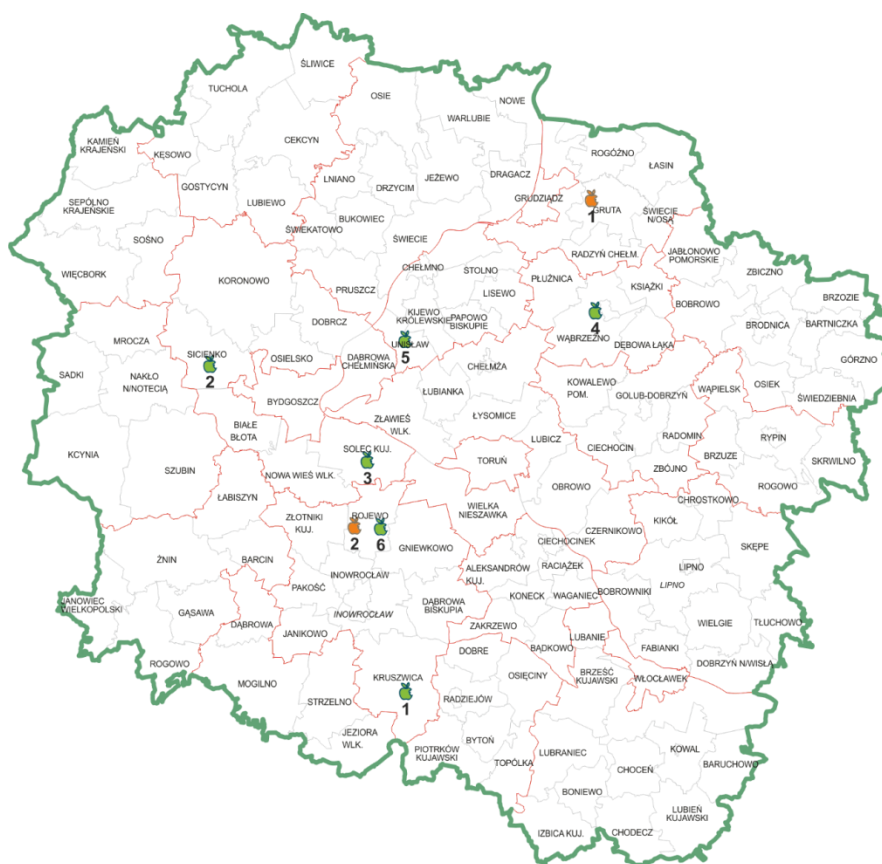 ŚLIWICE
TUCHOLA
OSIE
NOWE
WARLUBIE
KAMIEŃ
KRAJEŃSKI
CEKCYN
KĘSOWO
ROGÓŹNO
ŁASIN
LNIANO
DRZYCIM
JEŻEWO
DRAGACZ
GOSTYCYN
LUBIEWO
GRUDZIĄDZ
SĘPÓLNO
KRAJEŃSKIE
BUKOWIEC
GRUTA
1
ŚWIECIE
N/OSĄ
ŚWIEKATOWO
SOŚNO
ŚWIECIE
RADZYŃ CHEŁM.
JABŁONOWO
POMORSKIE
WIĘCBORK
CHEŁMNO
STOLNO
PŁUŻNICA
ZBICZNO
KORONOWO
PRUSZCZ
LISEWO
KSIĄŻKI
BOBROWO
BRZOZIE
KIJEWO
KRÓLEWSKIE
PAPOWO
BISKUPIE
DOBRCZ
4
BRODNICA
BARTNICZKA
MROCZA
UNISŁAW
5
WĄBRZEŹNO
DĘBOWA ŁĄKA
SICIENKO
2
OSIELSKO
DĄBROWA
CHEŁMIŃSKA
CHEŁMŻA
GÓRZNO
SADKI
NAKŁO
N/NOTECIĄ
KOWALEWO
POM.
WĄPIELSK
OSIEK
ŁUBIANKA
GOLUB-DOBRZYŃ
ŚWIEDZIEBNIA
BYDGOSZCZ
ZŁAWIEŚ
WLK.
ŁYSOMICE
BIAŁE
BŁOTA
RADOMIN
RYPIN
LUBICZ
CIECHOCIN
KCYNIA
SOLEC KUJ.
3
TORUŃ
BRZUZE
SKRWILNO
SZUBIN
NOWA WIEŚ WLK.
ZBÓJNO
ROGOWO
OBROWO
ŁABISZYN
CHROSTKOWO
WIELKA
NIESZAWKA
ROJEWO
2
6
ZŁOTNIKI
KUJ.
KIKÓŁ
CZERNIKOWO
GNIEWKOWO
CIECHOCINEK
SKĘPE
ŻNIN
BARCIN
RACIĄŻEK
ALEKSANDRÓW
KUJ.
LIPNO
INOWROCŁAW
PAKOŚĆ
KONECK
WAGANIEC
BOBROWNIKI
LIPNO
JANOWIEC
WIELKOPOLSKI
DĄBROWA
BISKUPIA
GĄSAWA
INOWROCŁAW
WIELGIE
TŁUCHOWO
DĄBROWA
ZAKRZEWO
JANIKOWO
LUBANIE
FABIANKI
BĄDKOWO
DOBRE
ROGOWO
DOBRZYŃ N/WISŁĄ
KRUSZWICA
1
OSIĘCINY
BRZEŚĆ
KUJAWSKI
WŁOCŁAWEK
MOGILNO
RADZIEJÓW
STRZELNO
JEZIORA
WLK.
BYTOŃ
PIOTRKÓW
KUJAWSKI
LUBRANIEC
KOWAL
TOPÓLKA
BARUCHOWO
CHOCEŃ
BONIEWO
LUBIEŃ
KUJAWSKI
IZBICA KUJ.
CHODECZ